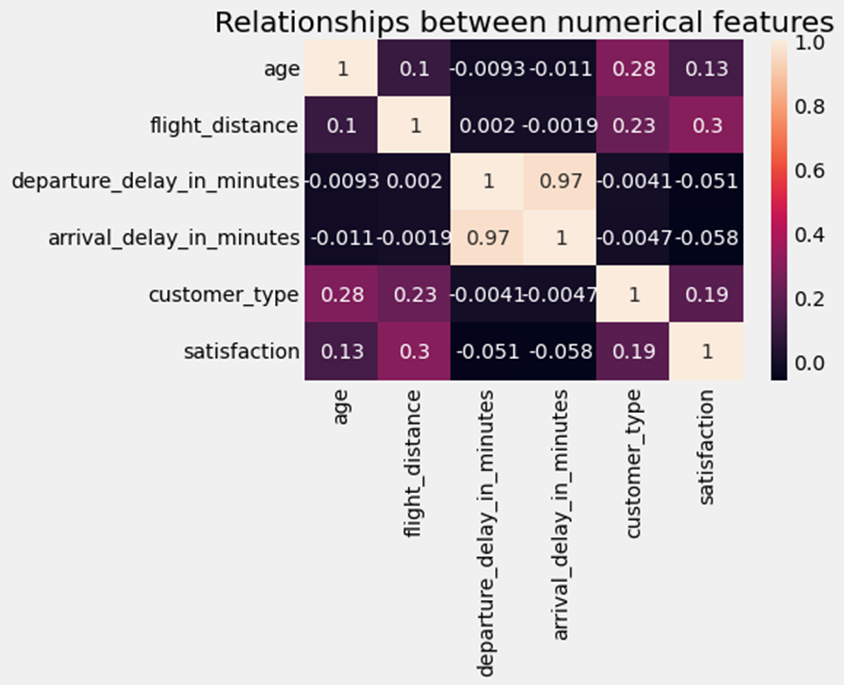 Relationships between numerical features
age 1 0.1 -0.0093 -0.011 0.28 0.13 1.0
flight_distance 0.1 1 0.002 -0.0019 0.23 0.3 0.8
departure_delay_in_minutes -0.0093 0.002 1 0.97 -0.0041 -0.051 0.6
arrival_delay_in_minutes -0.011 -0.0019 0.97 1 -0.0047 -0.058 0.4
customer_type 0.28 0.23 -0.0041 -0.0047 1 0.19 0.2
satisfaction 0.13 0.3 -0.051 -0.058 0.19 1 0.0
age
flight_distance
departure_delay_in_minutes
arrival_delay_in_minutes
customer_type
satisfaction